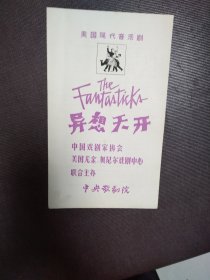 美国现代音乐剧
The
Fantasticks
异想天开
中国戏剧家协会
美国尤金·奥尼尔戏剧中心
联合主办
中央歌剧院